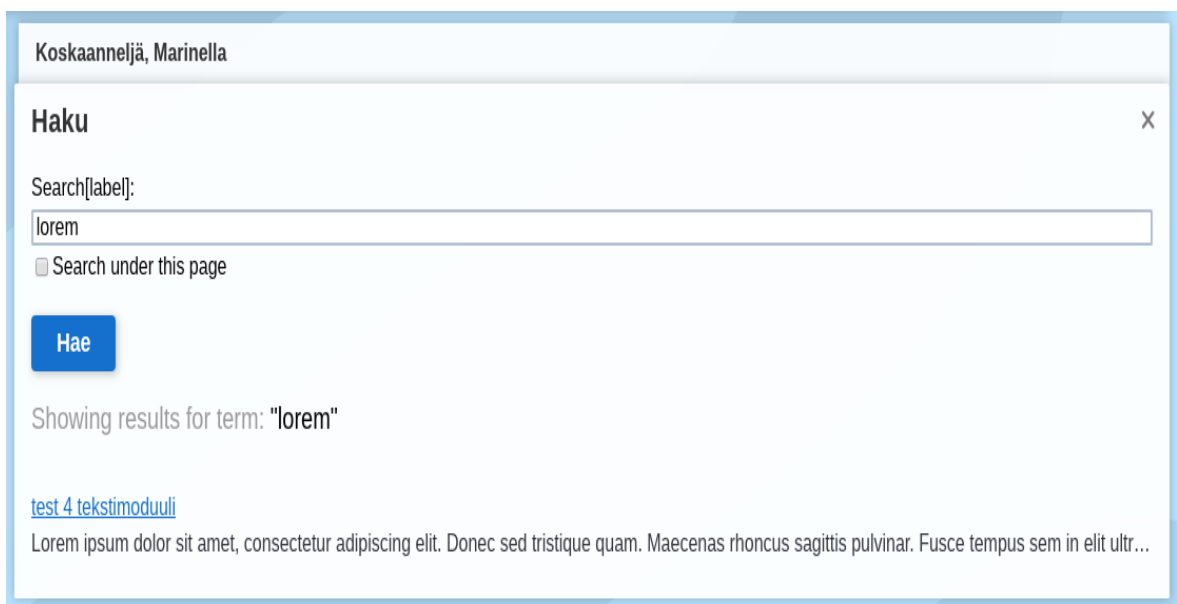 Koskaanneljä, Marinella
Haku
Search[label]:
lorem
Search under this page
Hae
Showing results for term: "lorem"
test 4 tekstimoduuli
Lorem ipsum dolor sit amet, consectetur adipiscing elit. Donec sed tristique quam. Maecenas rhoncus sagittis pulvinar. Fusce tempus sem in elit ultr…